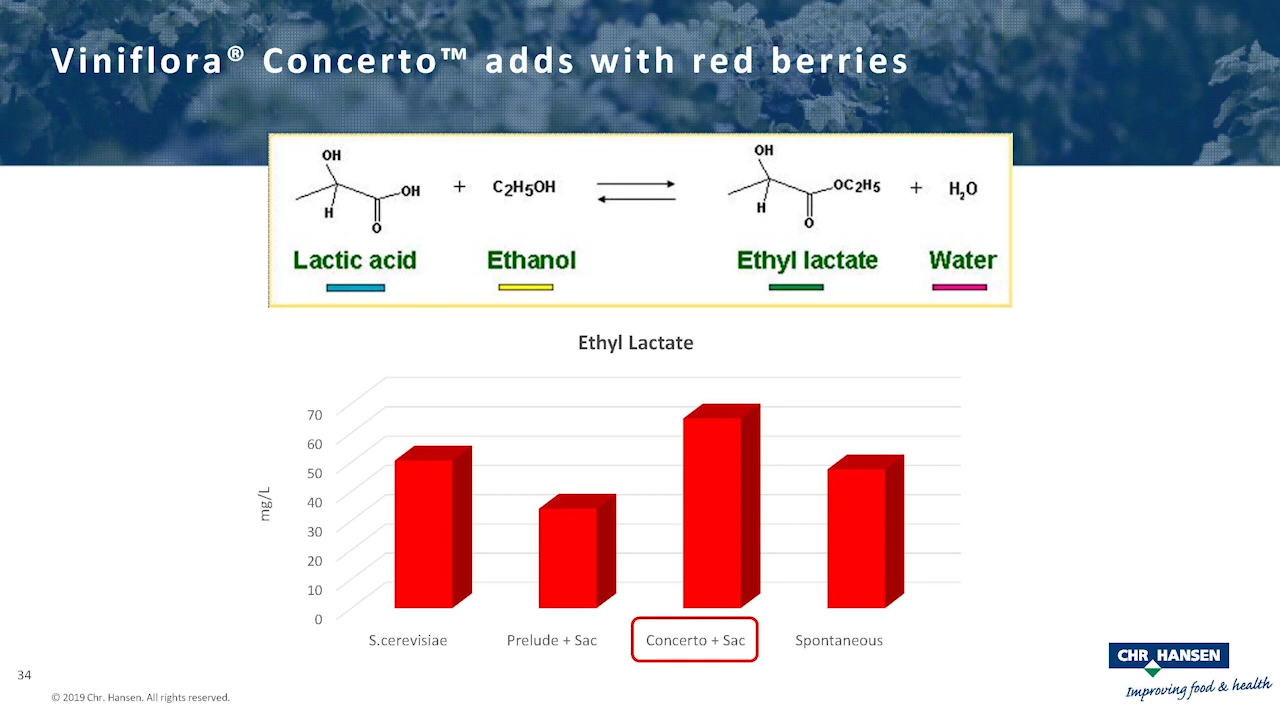 Viniflora® Concerto™ adds with red berries
OH
OH
H
O
+
C2H5OH
OH
OC2H5
H
O
+
H₂O
Lactic acid
Ethanol
Ethyl lactate
Water
Ethyl Lactate
70
60
50
40
30
20
10
0
mg/L
S.cerevisiae
Prelude + Sac
Concerto + Sac
Spontaneous
34
© 2019 Chr. Hansen. All rights reserved.
CHR HANSEN
Improving food & health